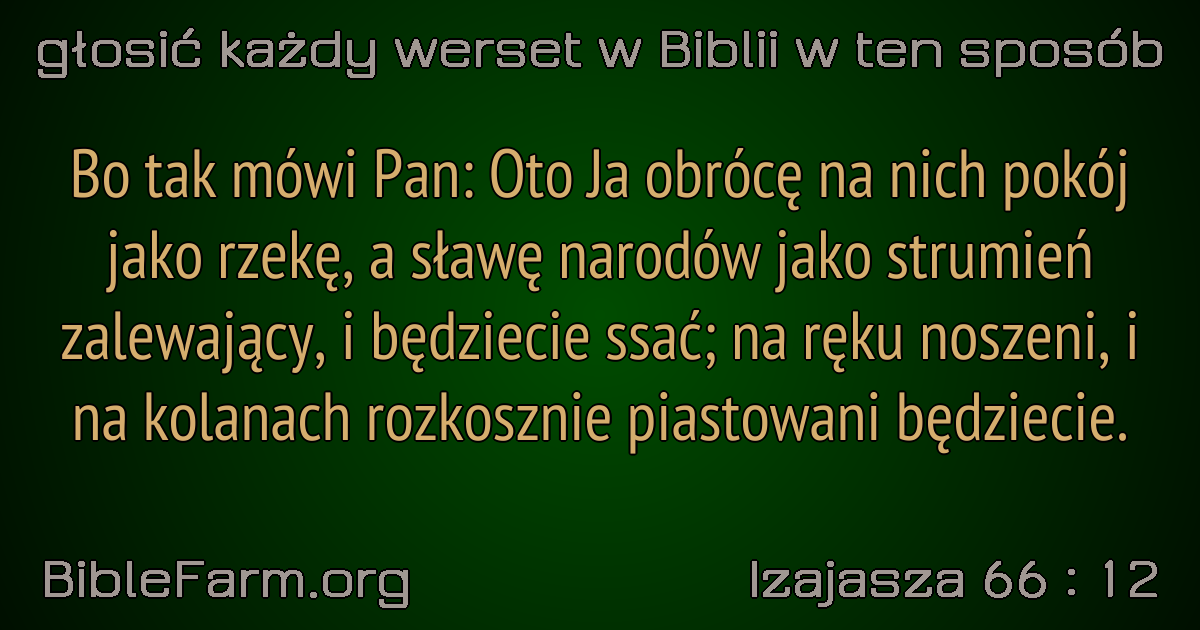 głosić każdy werset w Biblii w ten sposób
Bo tak mówi Pan: Oto Ja obrócę na nich pokój
jako rzekę, a sławę narodów jako strumień
zalewający, i będziecie ssać; na ręku noszeni, i
na kolanach rozkosznie piastowani będziecie.
BibleFarm.org
Izajasza 66 : 12